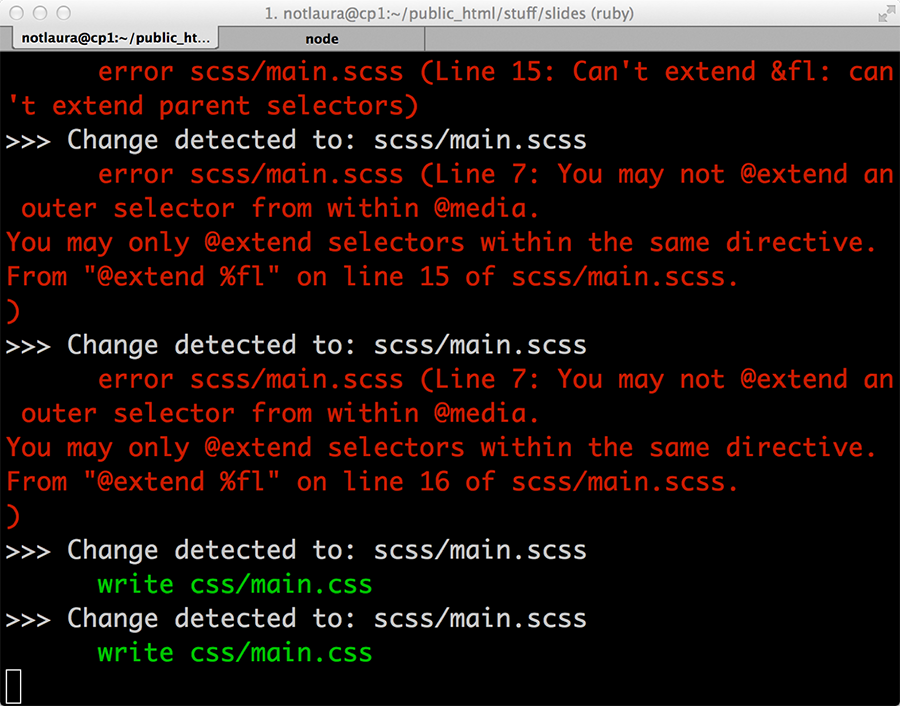 1. notlaura@cp1:~/public_html/stuff/slides (ruby)
notlaura@cp1:~/public_ht... node
error scss/main.scss (Line 15: Can't extend &fl: can
't extend parent selectors)
>>> Change detected to: scss/main.scss
error scss/main.scss (Line 7: You may not @extend an
outer selector from within @media.
You may only @extend selectors within the same directive.
From "@extend %fl" on line 15 of scss/main.scss.
)
>>> Change detected to: scss/main.scss
error scss/main.scss (Line 7: You may not @extend an
outer selector from within @media.
You may only @extend selectors within the same directive.
From "@extend %fl" on line 16 of scss/main.scss.
)
>>> Change detected to: scss/main.scss
write css/main.css
>>> Change detected to: scss/main.scss
write css/main.css